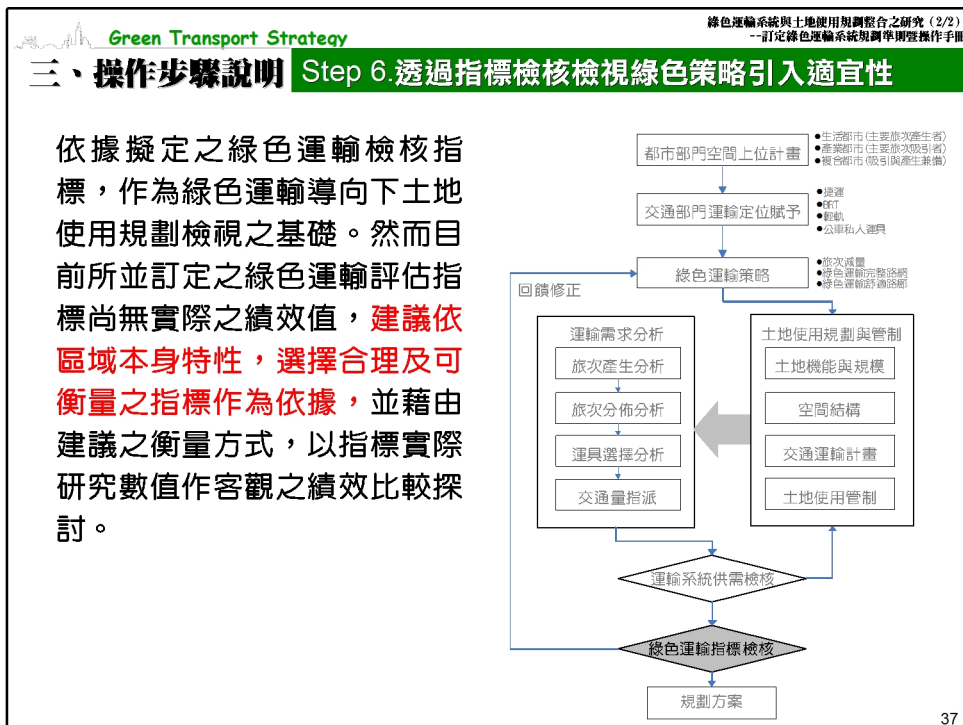 Green Transport Strategy
綠色運輸系統與土地使用規劃整合之研究（2/2）
--訂定綠色運輸系統規劃準則暨操作手冊
三、操作步驟說明
Step 6.透過指標檢核檢視綠色策略引入適宜性
依據擬定之綠色運輸檢核指
標，作為綠色運輸導向下土地
使用規劃檢視之基礎。然而目
前所並訂定之綠色運輸評估指
標尚無實際之績效值，建議依
區域本身特性，選擇合理及可
衡量之指標作為依據，並藉由
建議之衡量方式，以指標實際
研究數值作客觀之績效比較探
討。
都市部門空間上位計畫
●生活都市(主要旅次產生者)
●產業都市(主要旅次吸引者)
●複合都市(吸引與產生兼備)
交通部門運輸定位賦予
●捷運
●BRT
●輕軌
●公車私人運具
綠色運輸策略
●旅次減量
●綠色運輸完整路網
●綠色運輸舒適路廊
回饋修正
運輸需求分析
旅次產生分析
旅次分佈分析
運具選擇分析
交通量指派
土地使用規劃與管制
土地機能與規模
空間結構
交通運輸計畫
土地使用管制
運輸系統供需檢核
綠色運輸指標檢核
規劃方案
37